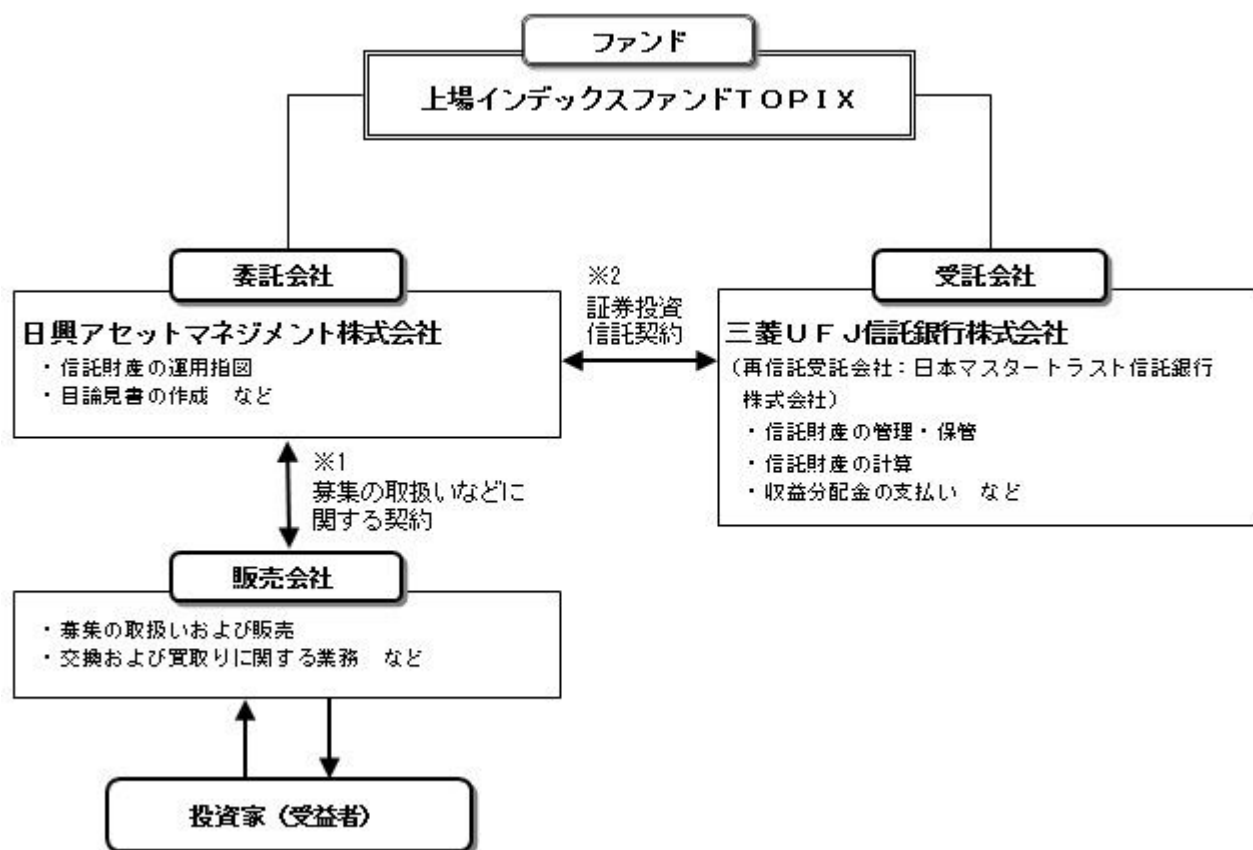 ファンド
上場インデックスファンドTOPIX
委託会社
日興アセットマネジメント株式会社
・信託財産の運用指図
・目論見書の作成 など
※2
証券投資
信託契約
受託会社
三菱UFJ信託銀行株式会社
(再信託受託会社:日本マスタートラスト信託銀行
株式会社)
・信託財産の管理・保管
・信託財産の計算
・収益分配金の支払い など
※1
募集の取扱いなどに
関する契約
販売会社
・募集の取扱いおよび販売
・交換および買取りに関する業務 など
投資家(受益者)